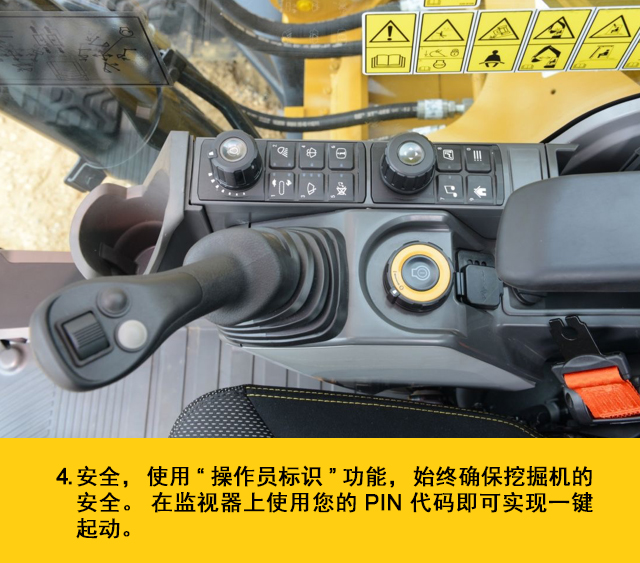 4. 安全， 使用 “ 操作员标识 ” 功能， 始终确保挖掘机的
安全。 在监视器上使用您的 PIN 代码即可实现一键
起动。